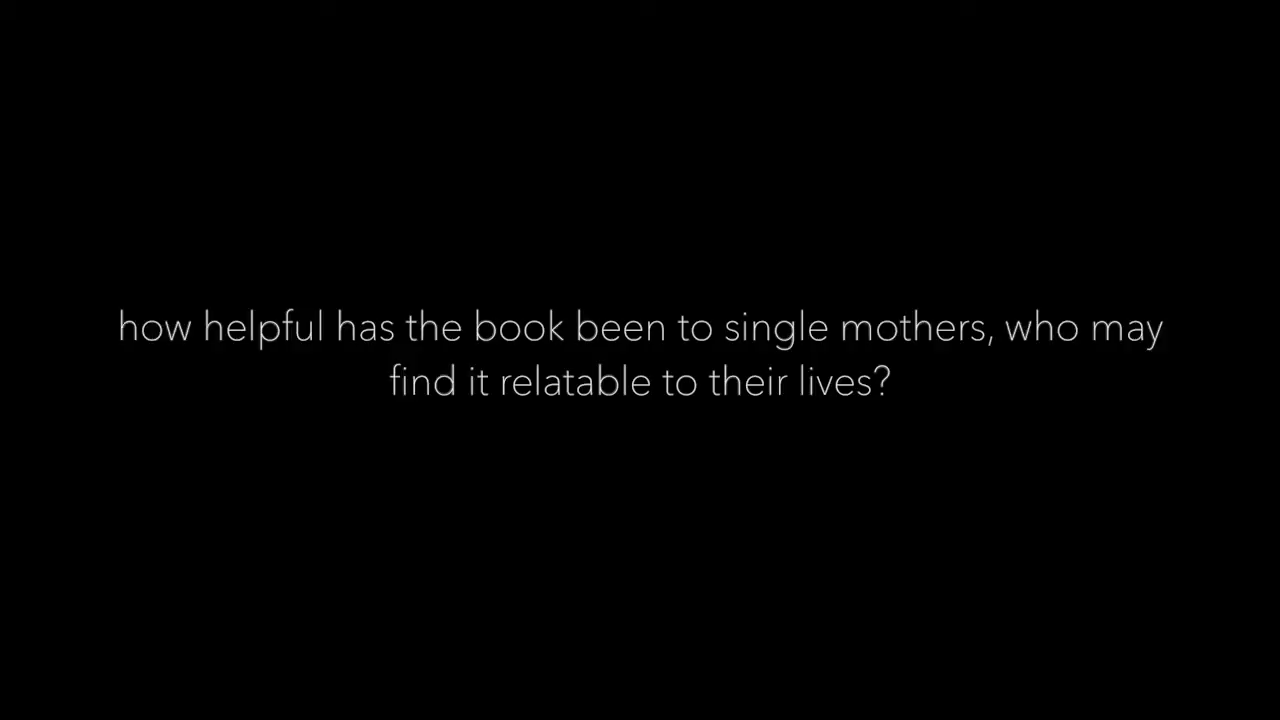 how helpful has the book been to single mothers, who may
find it relatable to their lives?